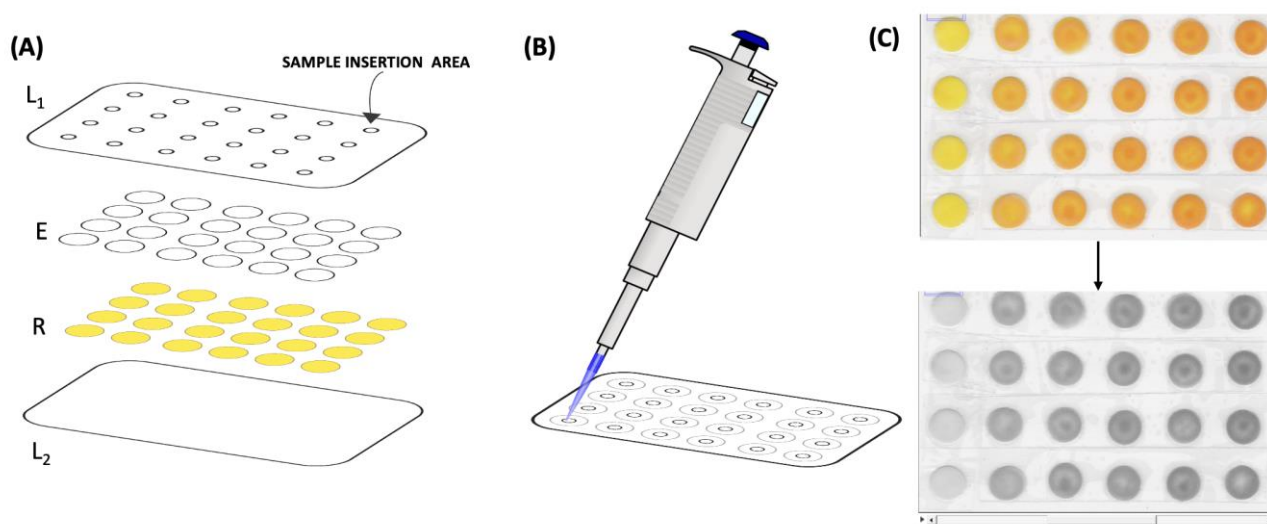 (A)
SAMPLE INSERTION AREA
L1
E
R
L2
(B)
(C)